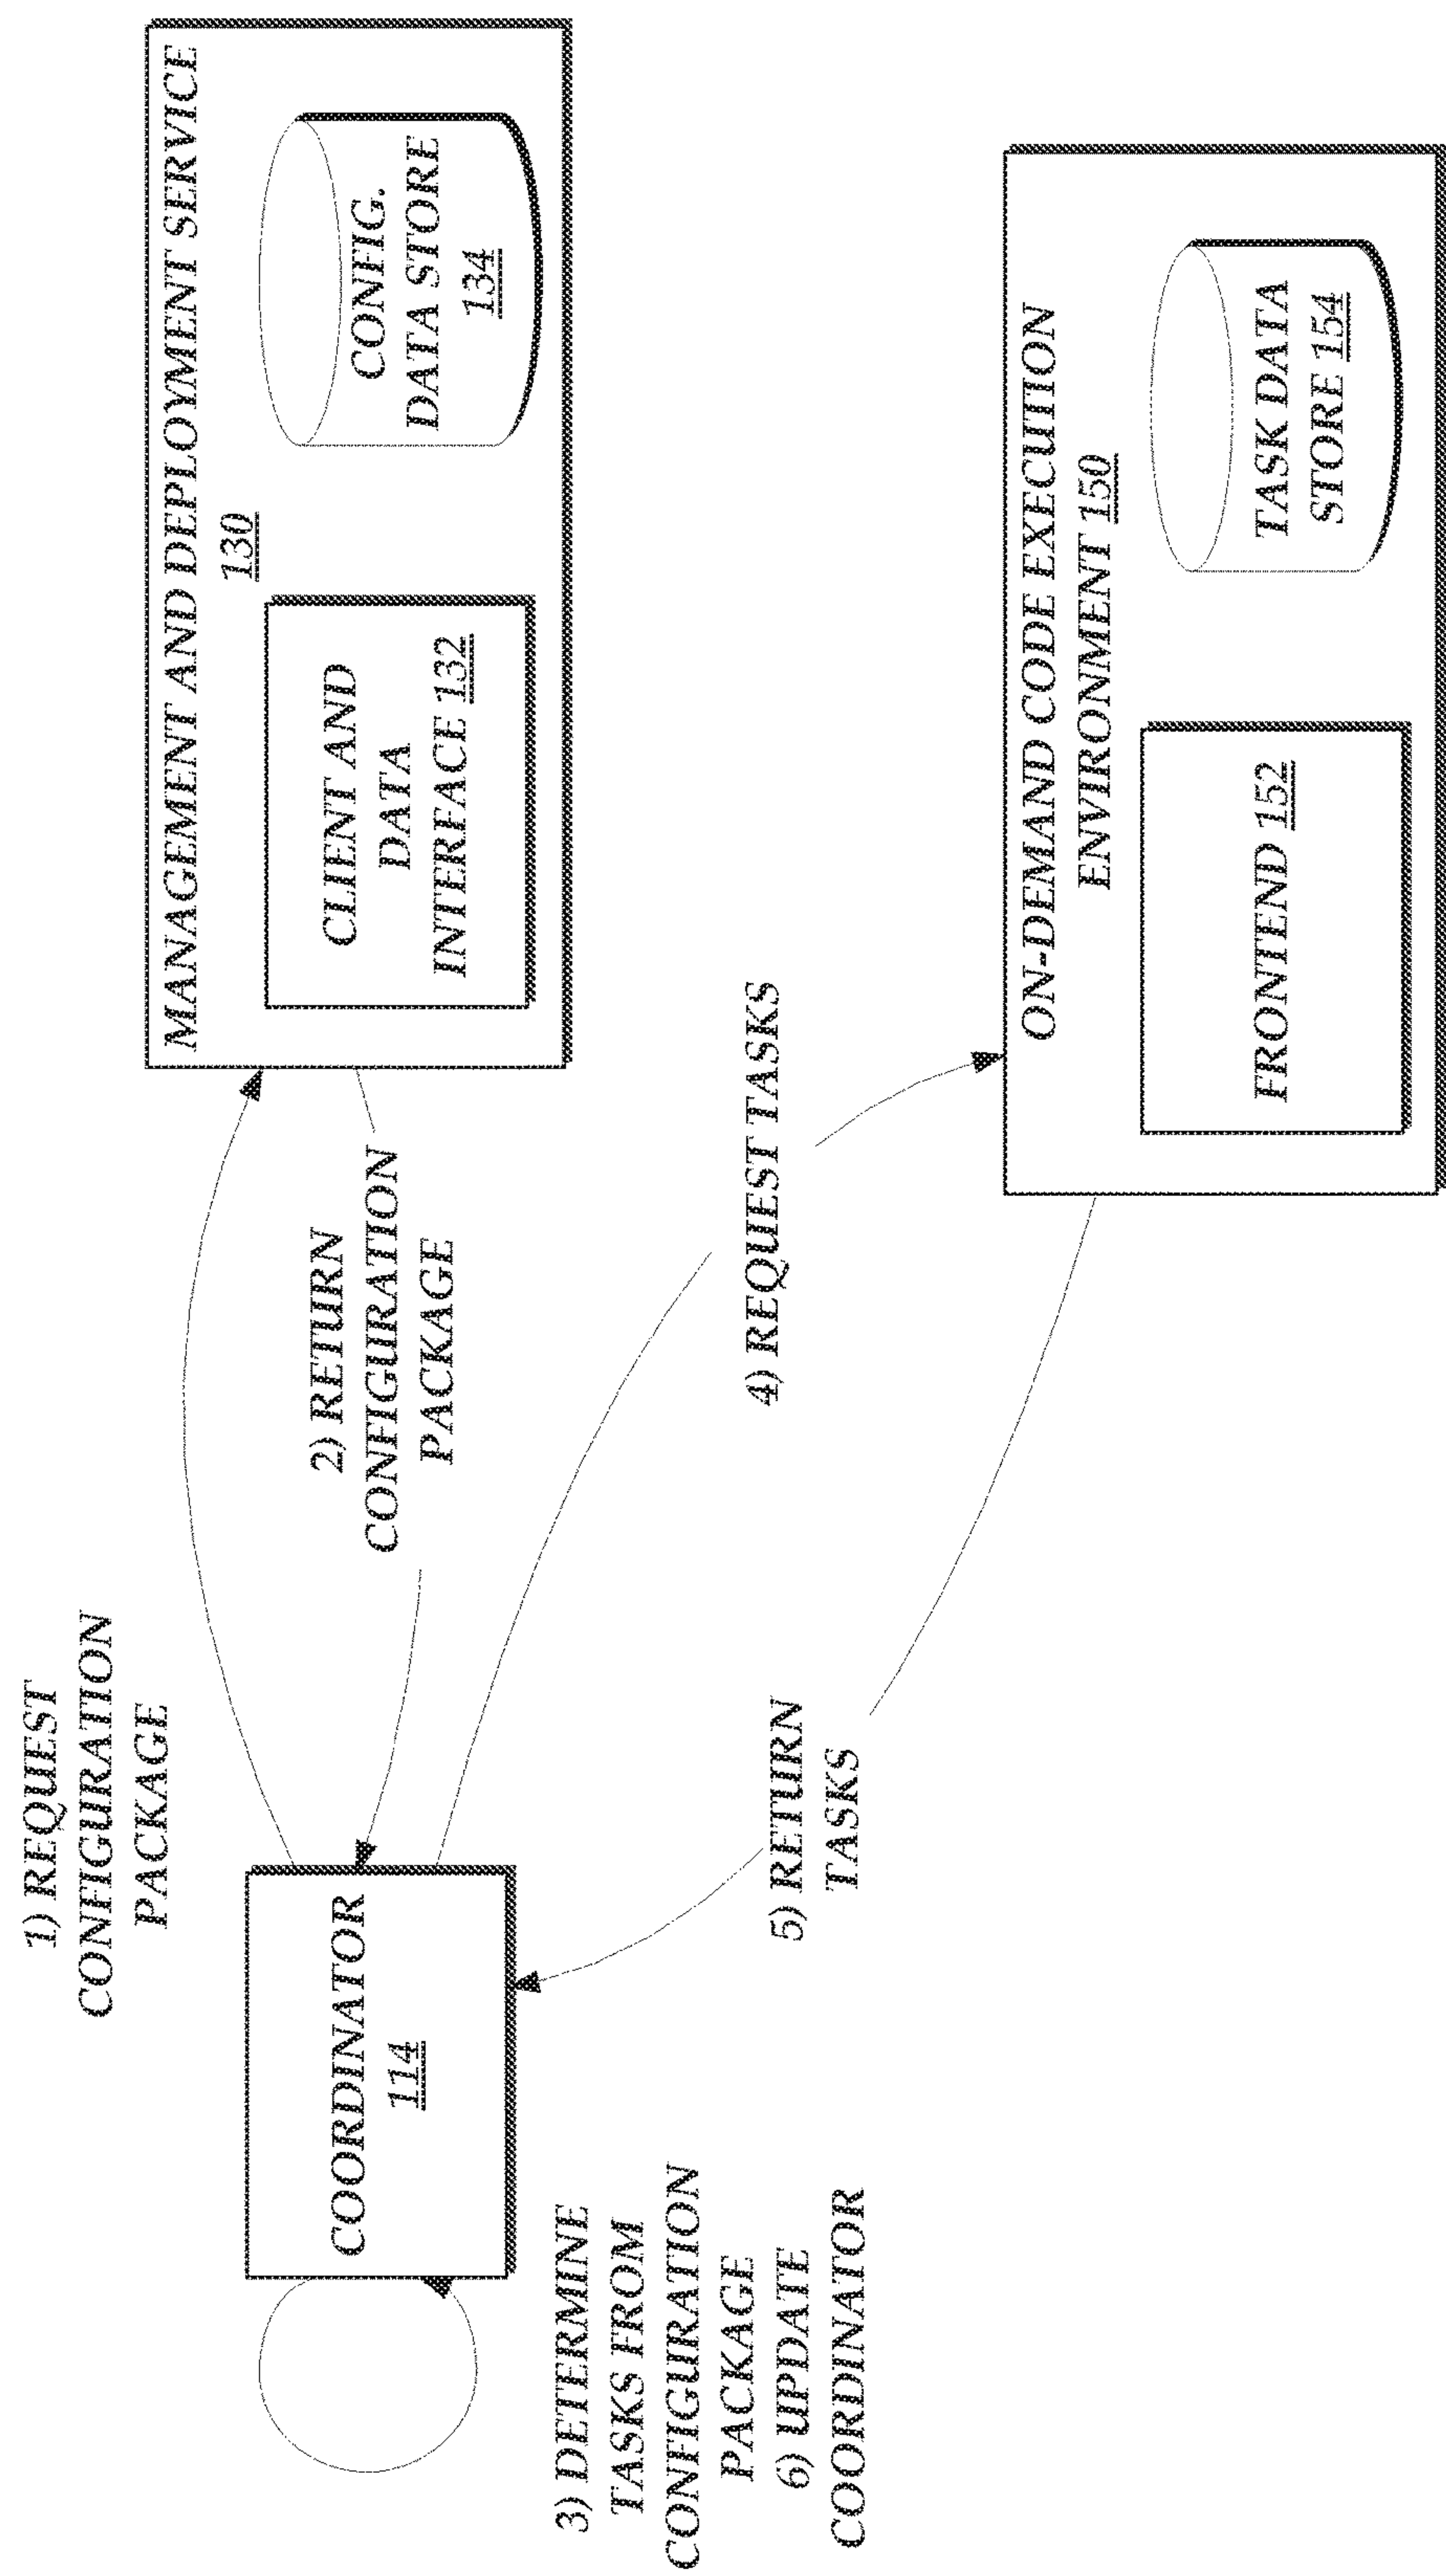 1) REQUEST
CONFIGURATION
PACKAGE
MANAGEMENT AND DEPLOYMENT SERVICE
130
CLIENT AND
DATA
INTERFACE 132
CONFIG.
DATA STORE
134
2) RETURN
CONFIGURATION
PACKAGE
COORDINATOR
114
3) DETERMINE
TASKS FROM
CONFIGURATION
PACKAGE
6) UPDATE
COORDINATOR
4) REQUEST TASKS
5) RETURN
TASKS
ON-DEMAND CODE EXECUTION
ENVIRONMENT 150
FRONTEND 152
TASK DATA
STORE 154